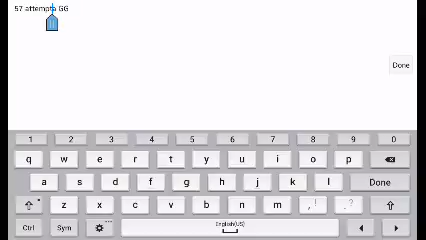 57 attempts GG
Done
1 2 3 4 5 6 7 8 9 0
q w e r t y u i o p
a s d f g h j k l Done
z x c v b n m , ! . ?
Ctrl Sym English(US)